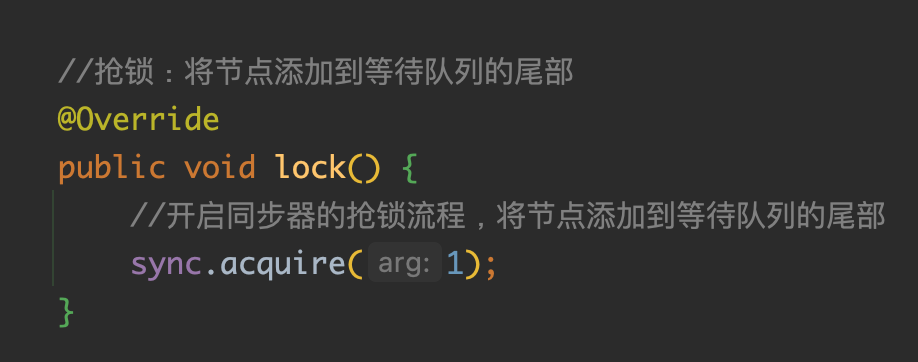 //抢锁：将节点添加到等待队列的尾部
@Override
public void lock() {
//开启同步器的抢锁流程，将节点添加到等待队列的尾部
sync.acquire( arg: 1);
}